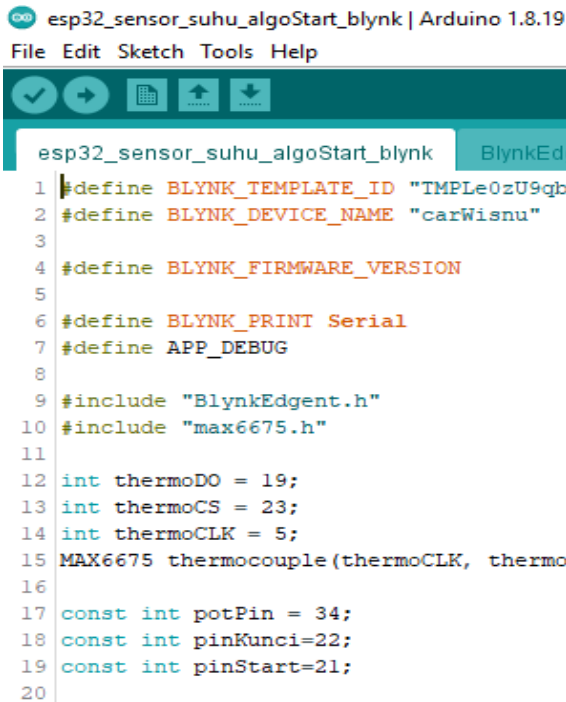 esp32_sensor_suhu_algoStart_blynk | Arduino 1.8.19
File Edit Sketch Tools Help
esp32_sensor_suhu_algoStart_blynk BlynkEd
1 #define BLYNK_TEMPLATE_ID "TMPLe0zU9qb
2 #define BLYNK_DEVICE_NAME "carWisnu"
3
4 #define BLYNK_FIRMWARE_VERSION
5
6 #define BLYNK_PRINT Serial
7 #define APP_DEBUG
8
9 #include "BlynkEdgent.h"
10 #include "max6675.h"
11
12 int thermoDO = 19;
13 int thermoCS = 23;
14 int thermoCLK = 5;
15 MAX6675 thermocouple(thermoCLK, thermo
16
17 const int potPin = 34;
18 const int pinKunci=22;
19 const int pinStart=21;
20